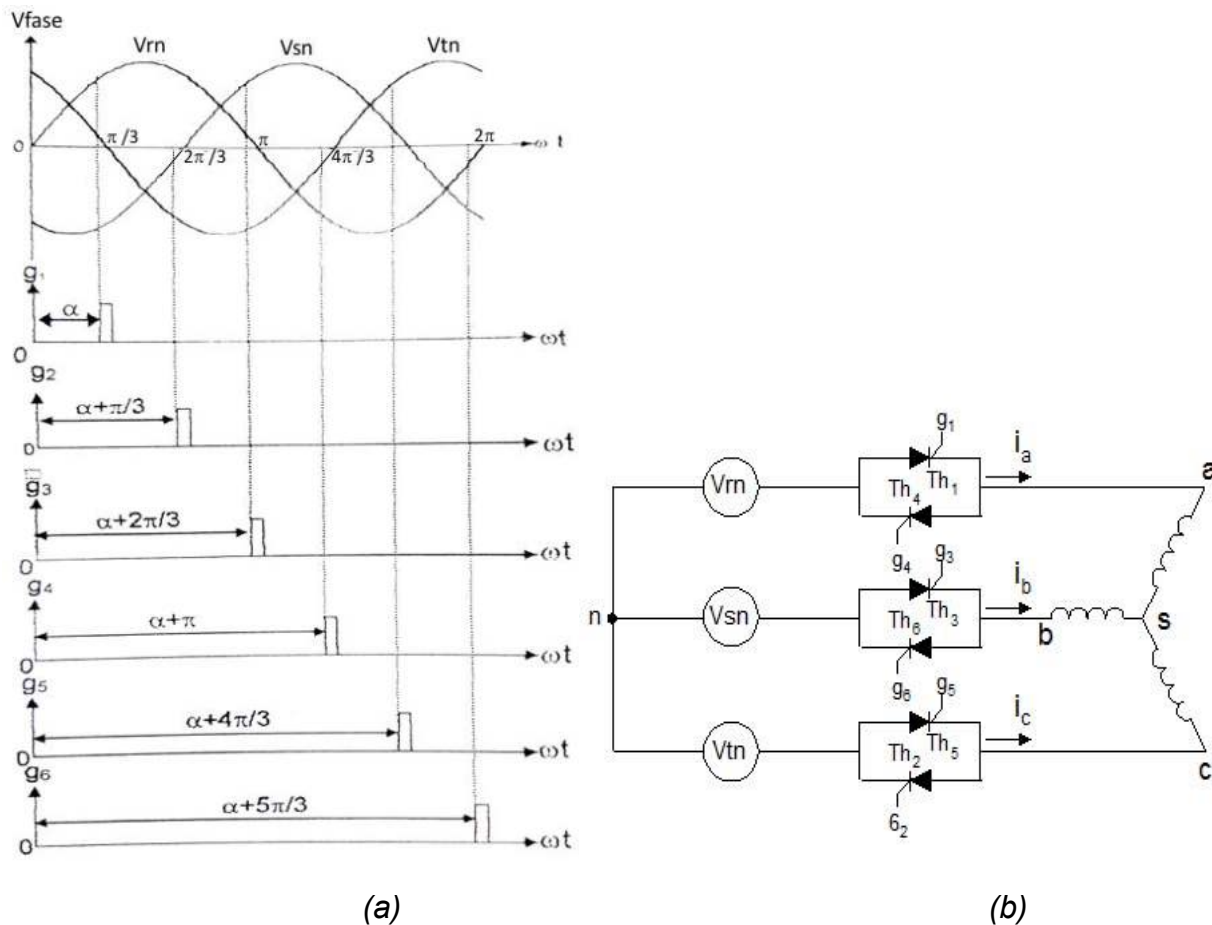 Vfase
Vrn
Vsn
Vtn
0
π/3
2π/3
π
4π/3
2π
ω t
g1
α
0
ωt
g2
α+π/3
0
ωt
g3
α+2π/3
0
ωt
g4
α+π
0
ωt
g5
α+4π/3
0
ωt
g6
α+5π/3
0
ωt
(a)
g1
ia
a
Vrn
Th4
Th1
g4
g3
ib
n
Vsn
Th6
Th3
b
s
g6
g5
ic
Vtn
Th2
Th5
c
62
(b)